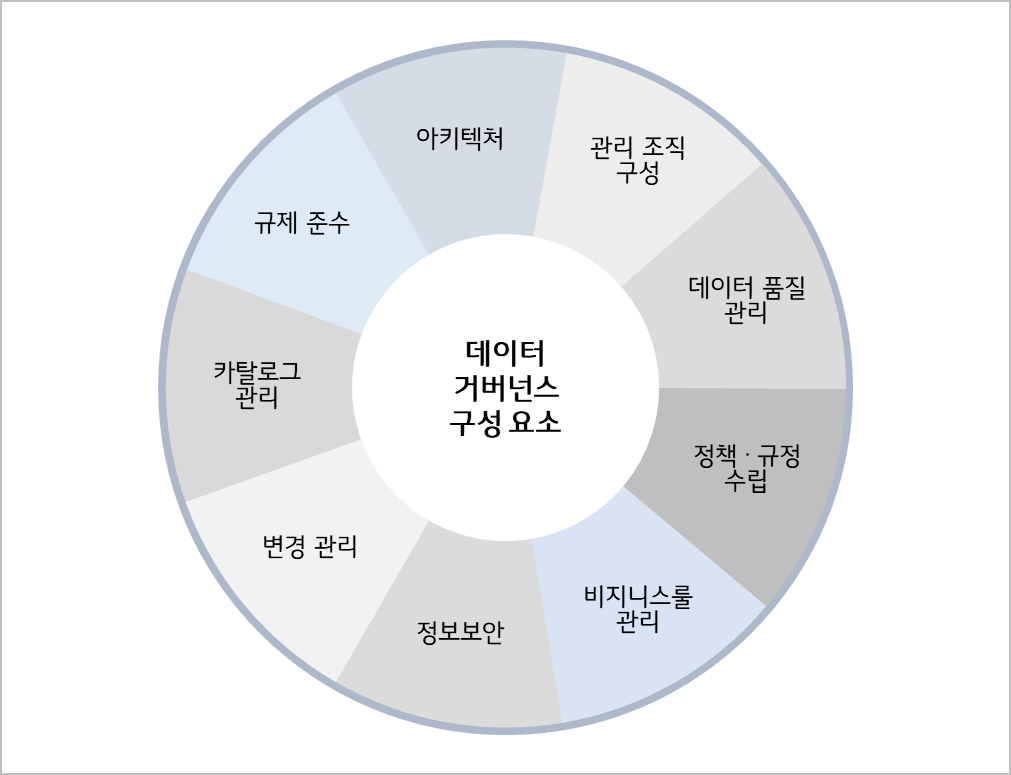 아키텍처
관리 조직
구성
데이터 품질
관리
정책 · 규정
수립
비지니스룰
관리
정보보안
변경 관리
카탈로그
관리
규제 준수
데이터
거버넌스
구성 요소